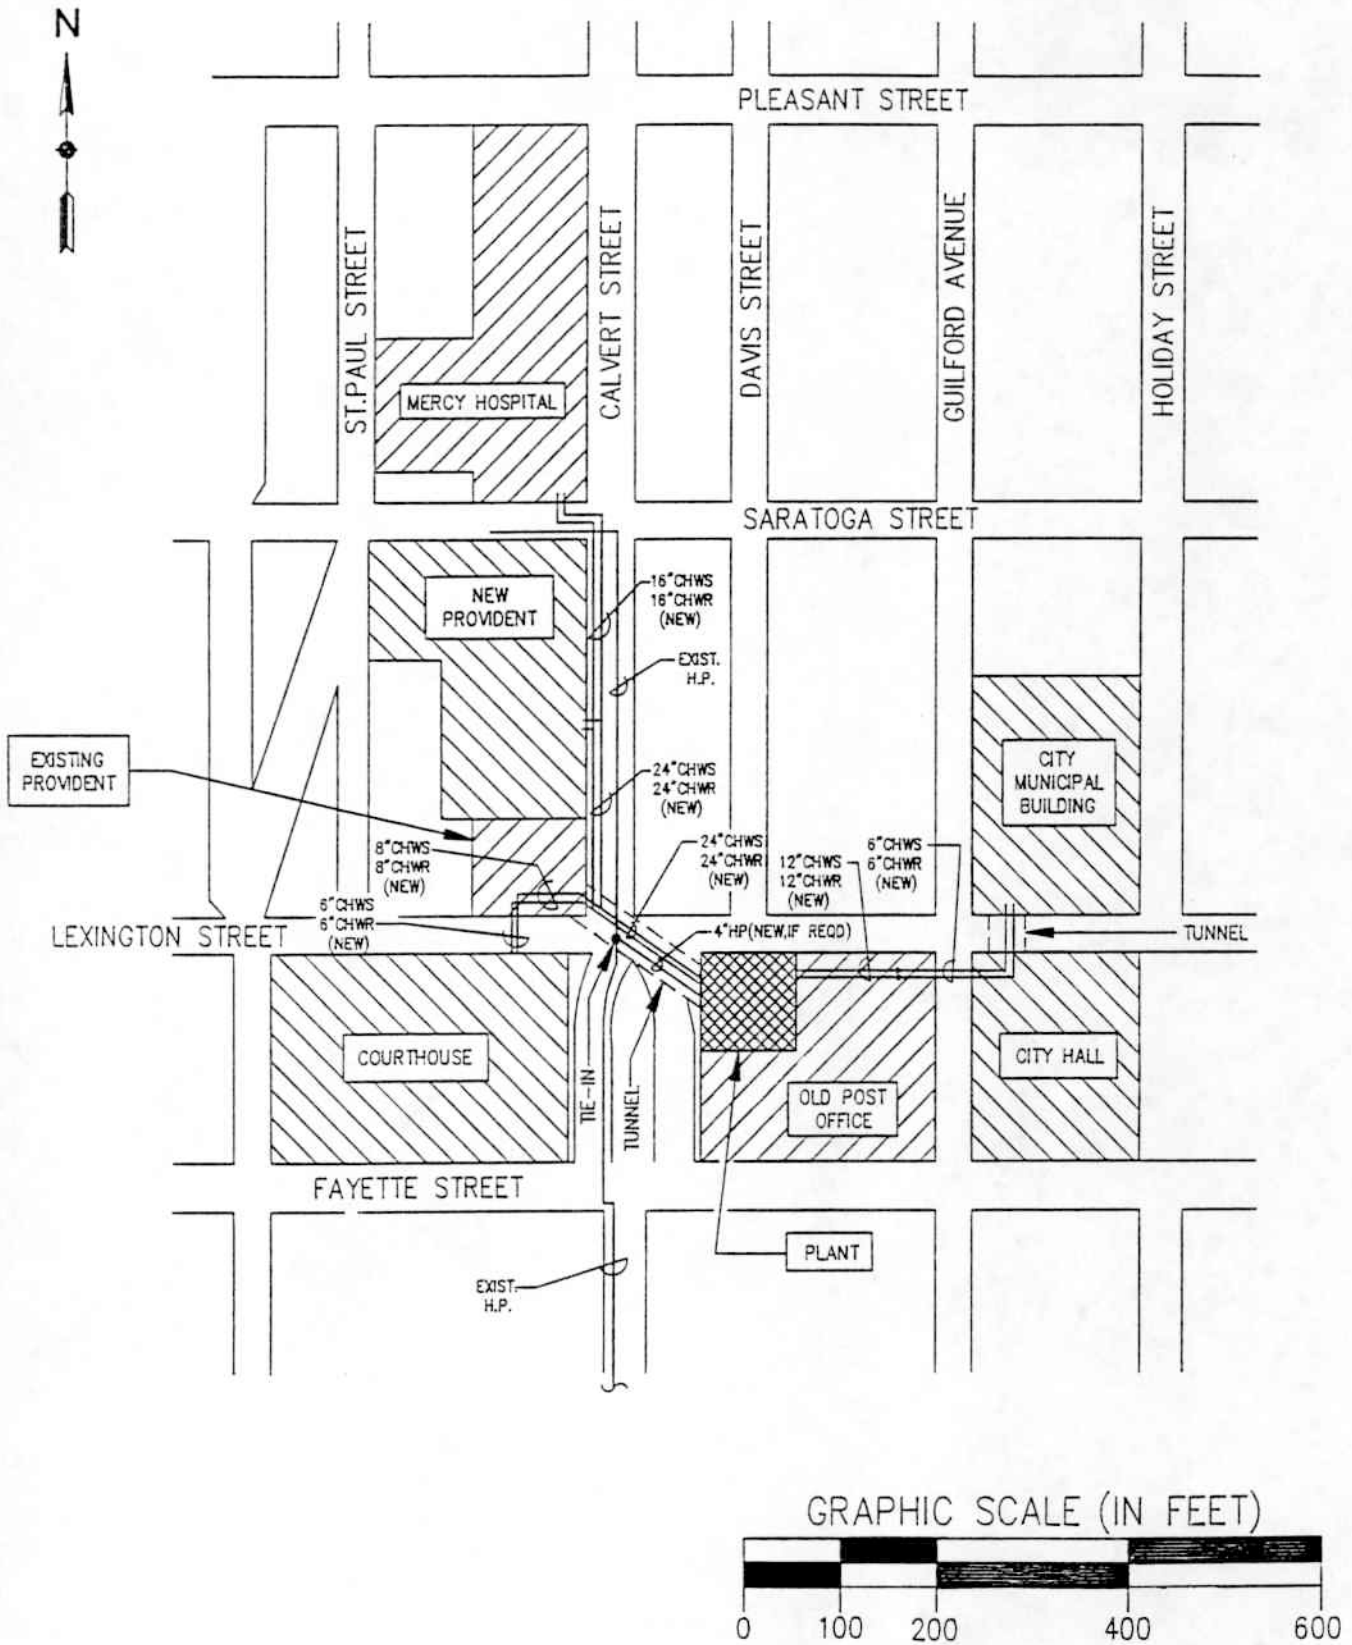 N
PLEASANT STREET
ST.PAUL STREET
CALVERT STREET
DAVIS STREET
GUILFORD AVENUE
HOLIDAY STREET
MERCY HOSPITAL
SARATOGA STREET
NEW
PROVIDENT
16"CHWS
16"CHWR
(NEW)
EXIST.
H.P.
EXISTING
PROVIDENT
24"CHWS
24"CHWR
(NEW)
CITY
MUNICIPAL
BUILDING
8"CHWS
8"CHWR
(NEW)
24"CHWS
24"CHWR
(NEW)
12"CHWS
12"CHWR
(NEW)
6"CHWS
6"CHWR
(NEW)
6"CHWS
6"CHWR
(NEW)
LEXINGTON STREET
4"HP(NEW,IF REQD)
TUNNEL
COURTHOUSE
TIE-IN
TUNNEL
CITY HALL
OLD POST
OFFICE
FAYETTE STREET
PLANT
EXIST.
H.P.
GRAPHIC SCALE (IN FEET)
0 100 200 400 600